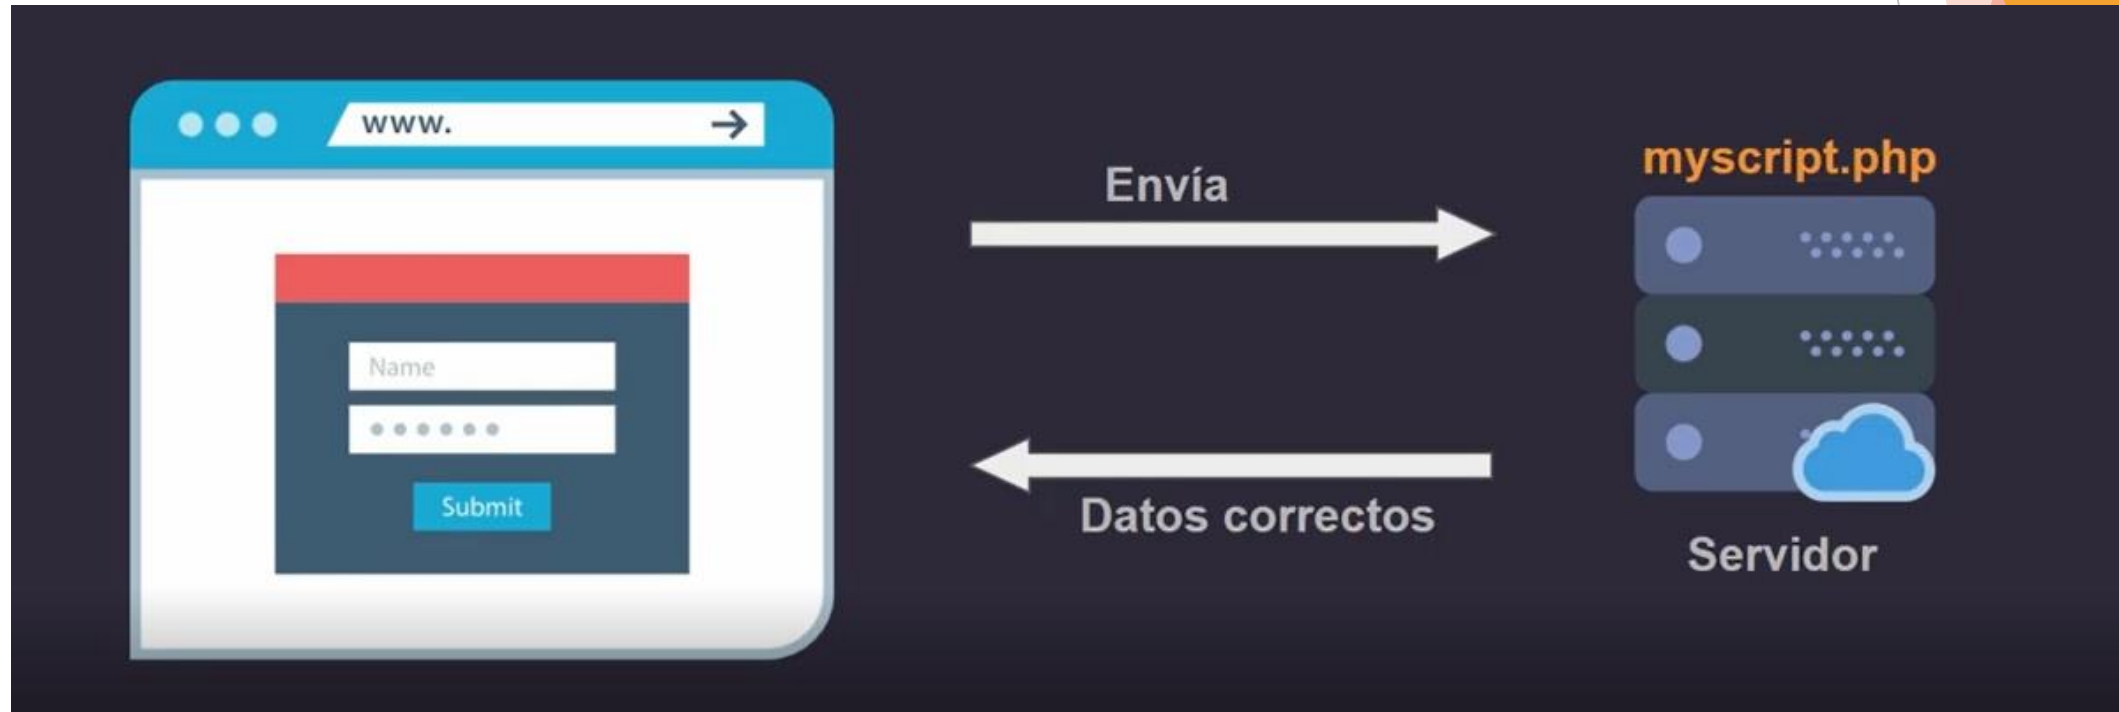 www.
Name
Submit
Envía
Datos correctos
myscript.php
Servidor